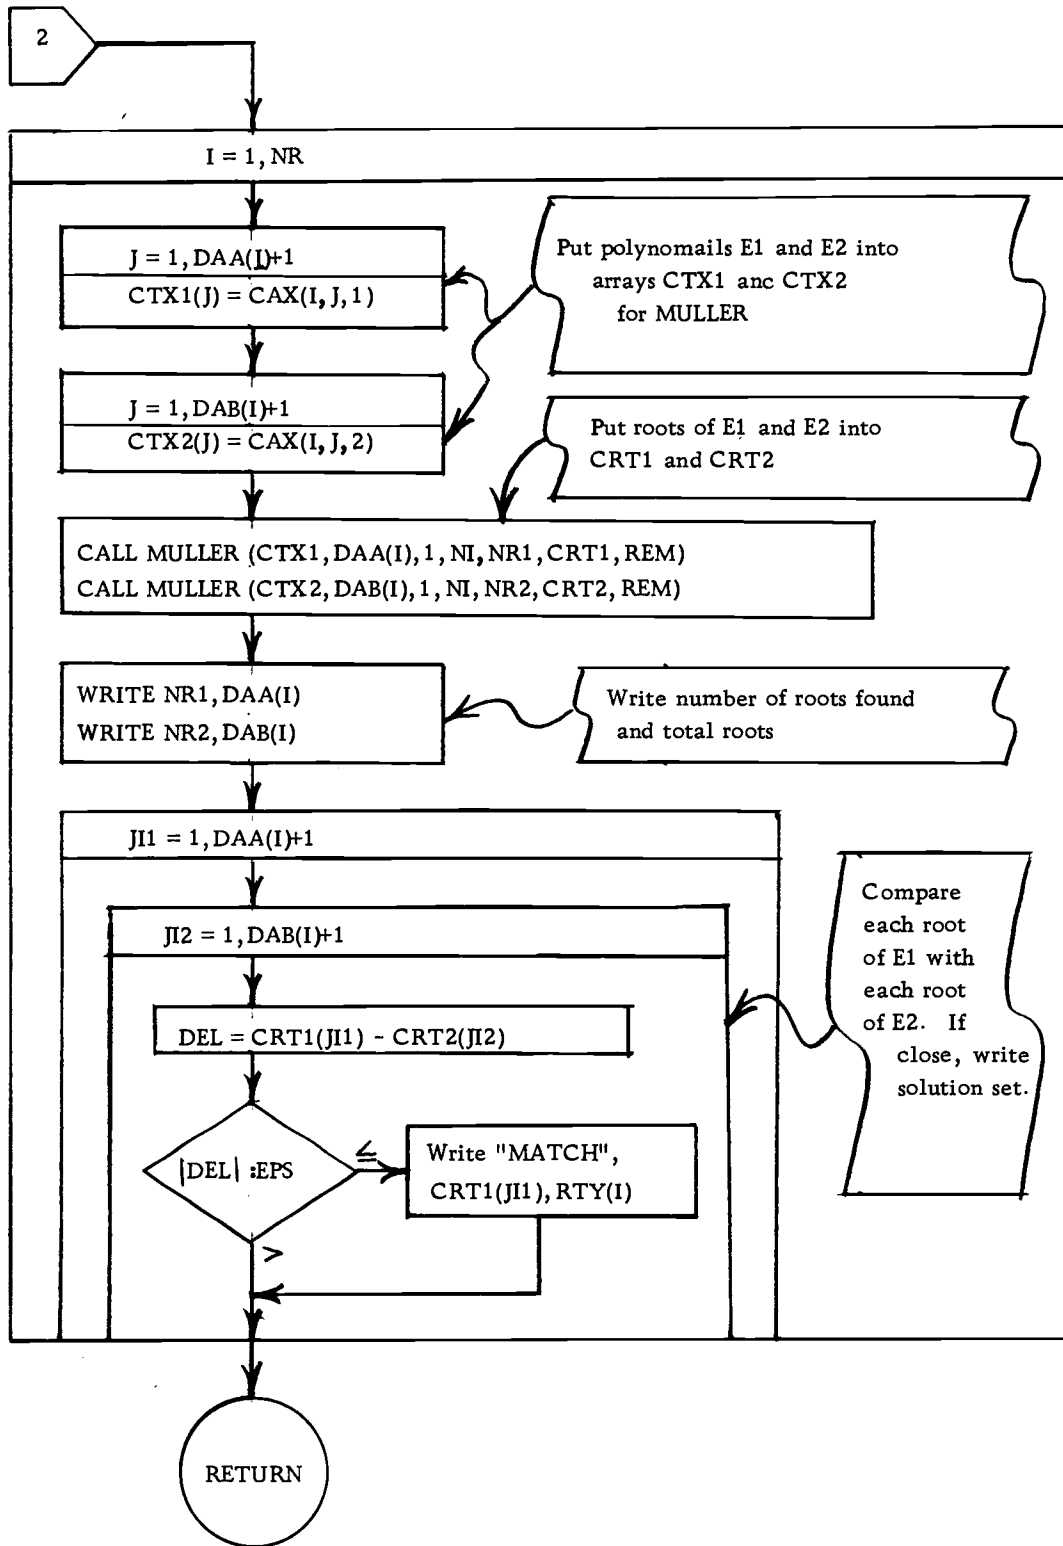 2
I = 1, NR
J = 1, DAA(I)+1
CTX1(J) = CAX(I, J, 1)
Put polynomails E1 and E2 into
arrays CTX1 anc CTX2
for MULLER
J = 1, DAB(I)+1
CTX2(J) = CAX(I, J, 2)
Put roots of E1 and E2 into
CRT1 and CRT2
CALL MULLER (CTX1, DAA(I), 1, NI, NR1, CRT1, REM)
CALL MULLER (CTX2, DAB(I), 1, NI, NR2, CRT2, REM)
WRITE NR1, DAA(I)
WRITE NR2, DAB(I)
Write number of roots found
and total roots
JI1 = 1, DAA(I)+1
JI2 = 1, DAB(I)+1
DEL = CRT1(JI1) - CRT2(JI2)
Compare
each root
of E1 with
each root
of E2. If
close, write
solution set.
|DEL| :EPS
≤
Write "MATCH",
CRT1(JI1), RTY(I)
>
RETURN